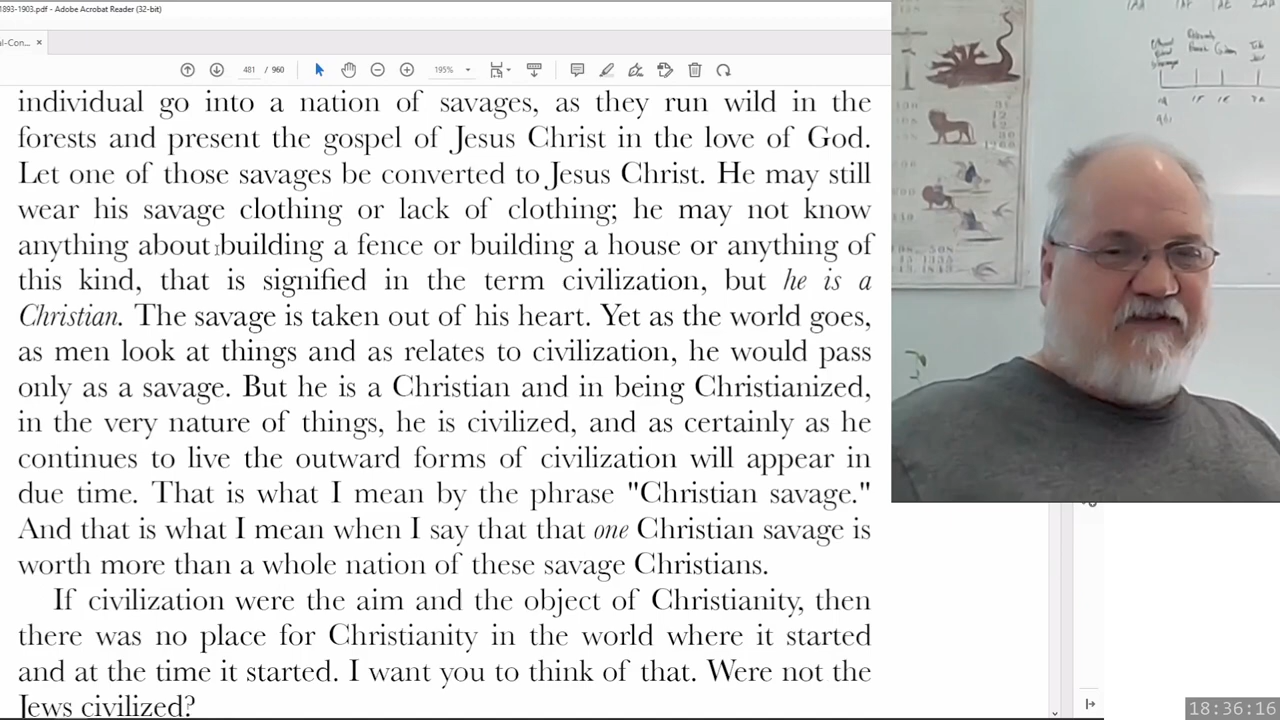 1893-1903.pdf - Adobe Acrobat Reader (32-bit)
al-Con... ×
481 / 960
195%
individual go into a nation of savages, as they run wild in the
forests and present the gospel of Jesus Christ in the love of God.
Let one of those savages be converted to Jesus Christ. He may still
wear his savage clothing or lack of clothing; he may not know
anything about building a fence or building a house or anything of
this kind, that is signified in the term civilization, but he is a
Christian. The savage is taken out of his heart. Yet as the world goes,
as men look at things and as relates to civilization, he would pass
only as a savage. But he is a Christian and in being Christianized,
in the very nature of things, he is civilized, and as certainly as he
continues to live the outward forms of civilization will appear in
due time. That is what I mean by the phrase "Christian savage."
And that is what I mean when I say that that one Christian savage is
worth more than a whole nation of these savage Christians.
If civilization were the aim and the object of Christianity, then
there was no place for Christianity in the world where it started
and at the time it started. I want you to think of that. Were not the
Jews civilized?
18:36:16